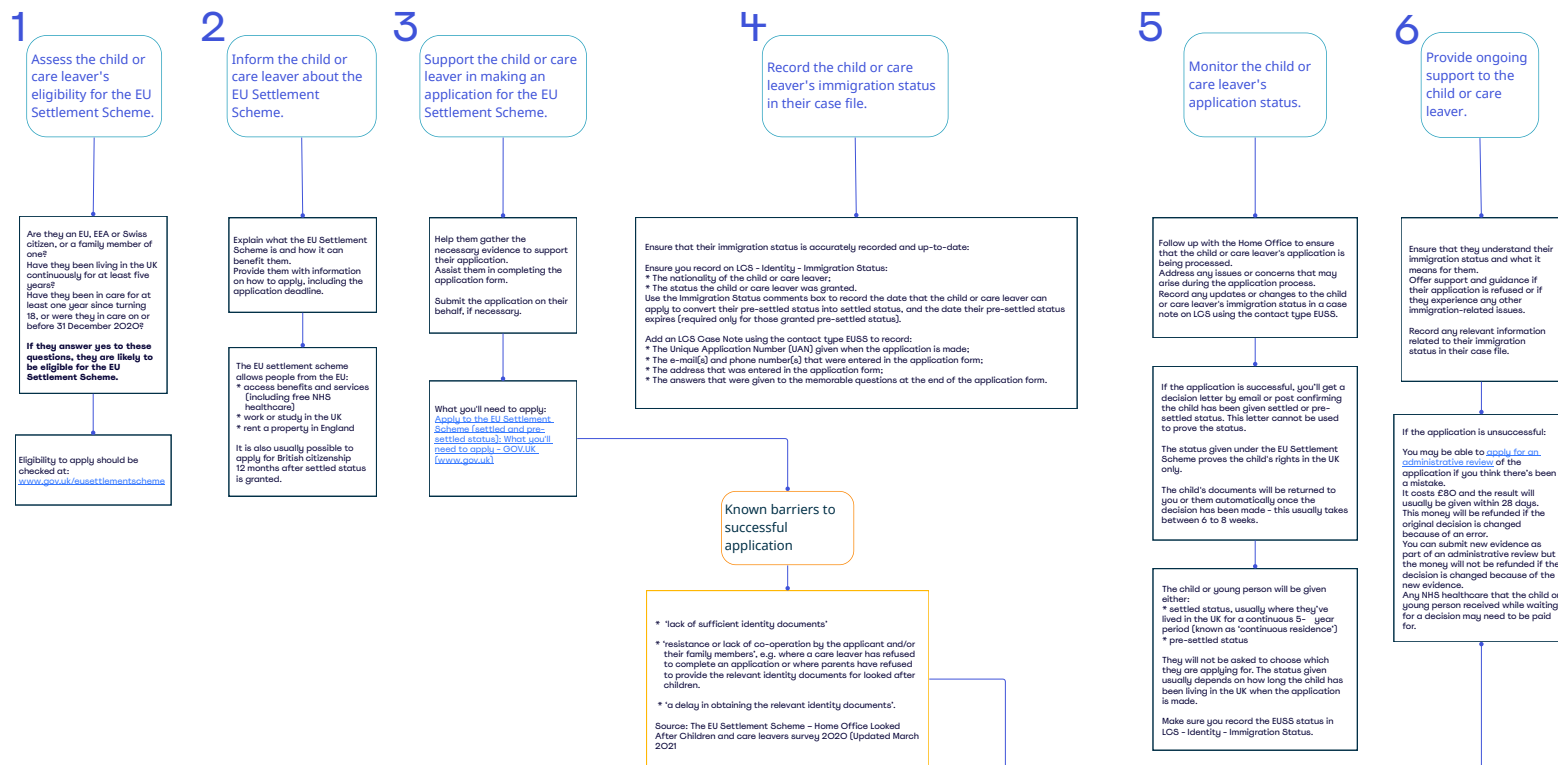 1
Assess the child or
care leaver's
eligibility for the EU
Settlement Scheme.
Are they an EU, EEA or Swiss
citizen, or a family member of
one?
Have they been living in the UK
continuously for at least five
years?
Have they been in care for at
least one year since turning
18, or were they in care on or
before 31 December 2020?
If they answer yes to these
questions, they are likely to
be eligible for the EU
Settlement Scheme.
Eligibility to apply should be
checked at:
www.gov.uk/eusettlementscheme
2
Inform the child or
care leaver about the
EU Settlement
Scheme.
Explain what the EU Settlement
Scheme is and how it can
benefit them.
Provide them with information
on how to apply, including the
application deadline.
The EU settlement scheme
allows people from the EU:
* access benefits and services
(including free NHS
healthcare)
* work or study in the UK
* rent a property in England
It is also usually possible to
apply for British citizenship
12 months after settled status
is granted.
3
Support the child or care
leaver in making an
application for the EU
Settlement Scheme.
Help them gather the
necessary evidence to support
their application.
Assist them in completing the
application form.
Submit the application on their
behalf, if necessary.
What you'll need to apply:
Apply to the EU Settlement
Scheme (settled and pre-
settled status): What you'll
need to apply - GOV.UK
(www.gov.uk)
4
Record the child or care
leaver's immigration status
in their case file.
Ensure that their immigration status is accurately recorded and up-to-date:
Ensure you record on LCS - Identity - Immigration Status:
* The nationality of the child or care leaver;
* The status the child or care leaver was granted.
Use the Immigration Status comments box to record the date that the child or care leaver can
apply to convert their pre-settled status into settled status, and the date their pre-settled status
expires (required only for those granted pre-settled status).
Add an LCS Case Note using the contact type EUSS to record:
* The Unique Application Number (UAN) given when the application is made;
* The e-mail(s) and phone number(s) that were entered in the application form;
* The address that was entered in the application form;
* The answers that were given to the memorable questions at the end of the application form.
Known barriers to
successful
application
* 'lack of sufficient identity documents'
* 'resistance or lack of co-operation by the applicant and/or
their family members', e.g. where a care leaver has refused
to complete an application or where parents have refused
to provide the relevant identity documents for looked after
children.
* 'a delay in obtaining the relevant identity documents'.
Source: The EU Settlement Scheme – Home Office Looked
After Children and care leavers survey 2020 (Updated March
2021
5
Monitor the child or
care leaver's
application status.
Follow up with the Home Office to ensure
that the child or care leaver's application is
being processed.
Address any issues or concerns that may
arise during the application process.
Record any updates or changes to the child
or care leaver's immigration status in a case
note on LCS using the contact type EUSS.
If the application is successful, you'll get a
decision letter by email or post confirming
the child has been given settled or pre-
settled status. This letter cannot be used
to prove the status.
The status given under the EU Settlement
Scheme proves the child's rights in the UK
only.
The child's documents will be returned to
you or them automatically once the
decision has been made - this usually takes
between 6 to 8 weeks.
The child or young person will be given
either:
* settled status, usually where they've
lived in the UK for a continuous 5- year
period (known as 'continuous residence')
* pre-settled status
They will not be asked to choose which
they are applying for. The status given
usually depends on how long the child has
been living in the UK when the application
is made.
Make sure you record the EUSS status in
LCS - Identity - Immigration Status.
6
Provide ongoing
support to the
child or care
leaver.
Ensure that they understand their
immigration status and what it
means for them.
Offer support and guidance if
their application is refused or if
they experience any other
immigration-related issues.
Record any relevant information
related to their immigration
status in their case file.
If the application is unsuccessful:
You may be able to apply for an
administrative review of the
application if you think there's been
a mistake.
It costs £80 and the result will
usually be given within 28 days.
This money will be refunded if the
original decision is changed
because of an error.
You can submit new evidence as
part of an administrative review but
the money will not be refunded if the
decision is changed because of the
new evidence.
Any NHS healthcare that the child or
young person received while waiting
for a decision may need to be paid
for.